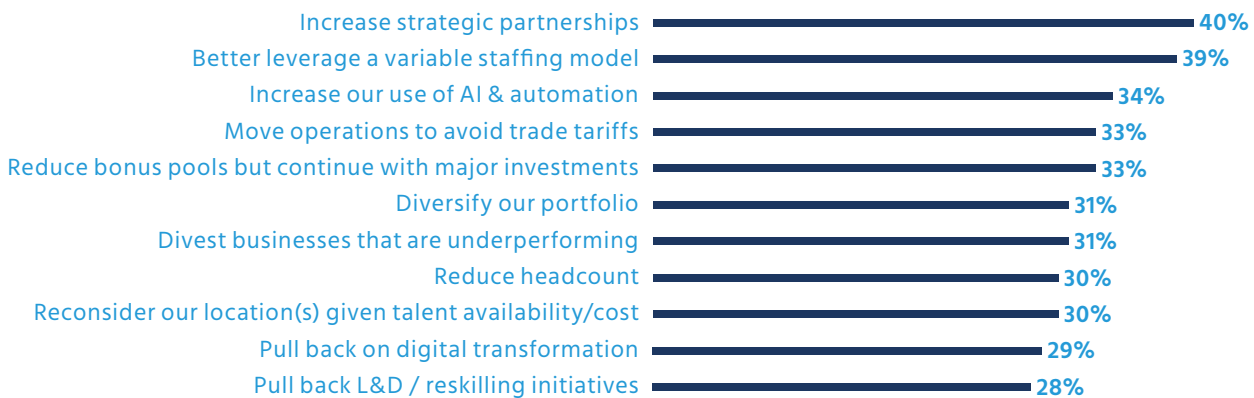 Increase strategic partnerships 40%
Better leverage a variable staffing model 39%
Increase our use of AI & automation 34%
Move operations to avoid trade tariffs 33%
Reduce bonus pools but continue with major investments 33%
Diversify our portfolio 31%
Divest businesses that are underperforming 31%
Reduce headcount 30%
Reconsider our location(s) given talent availability/cost 30%
Pull back on digital transformation 29%
Pull back L&D / reskilling initiatives 28%